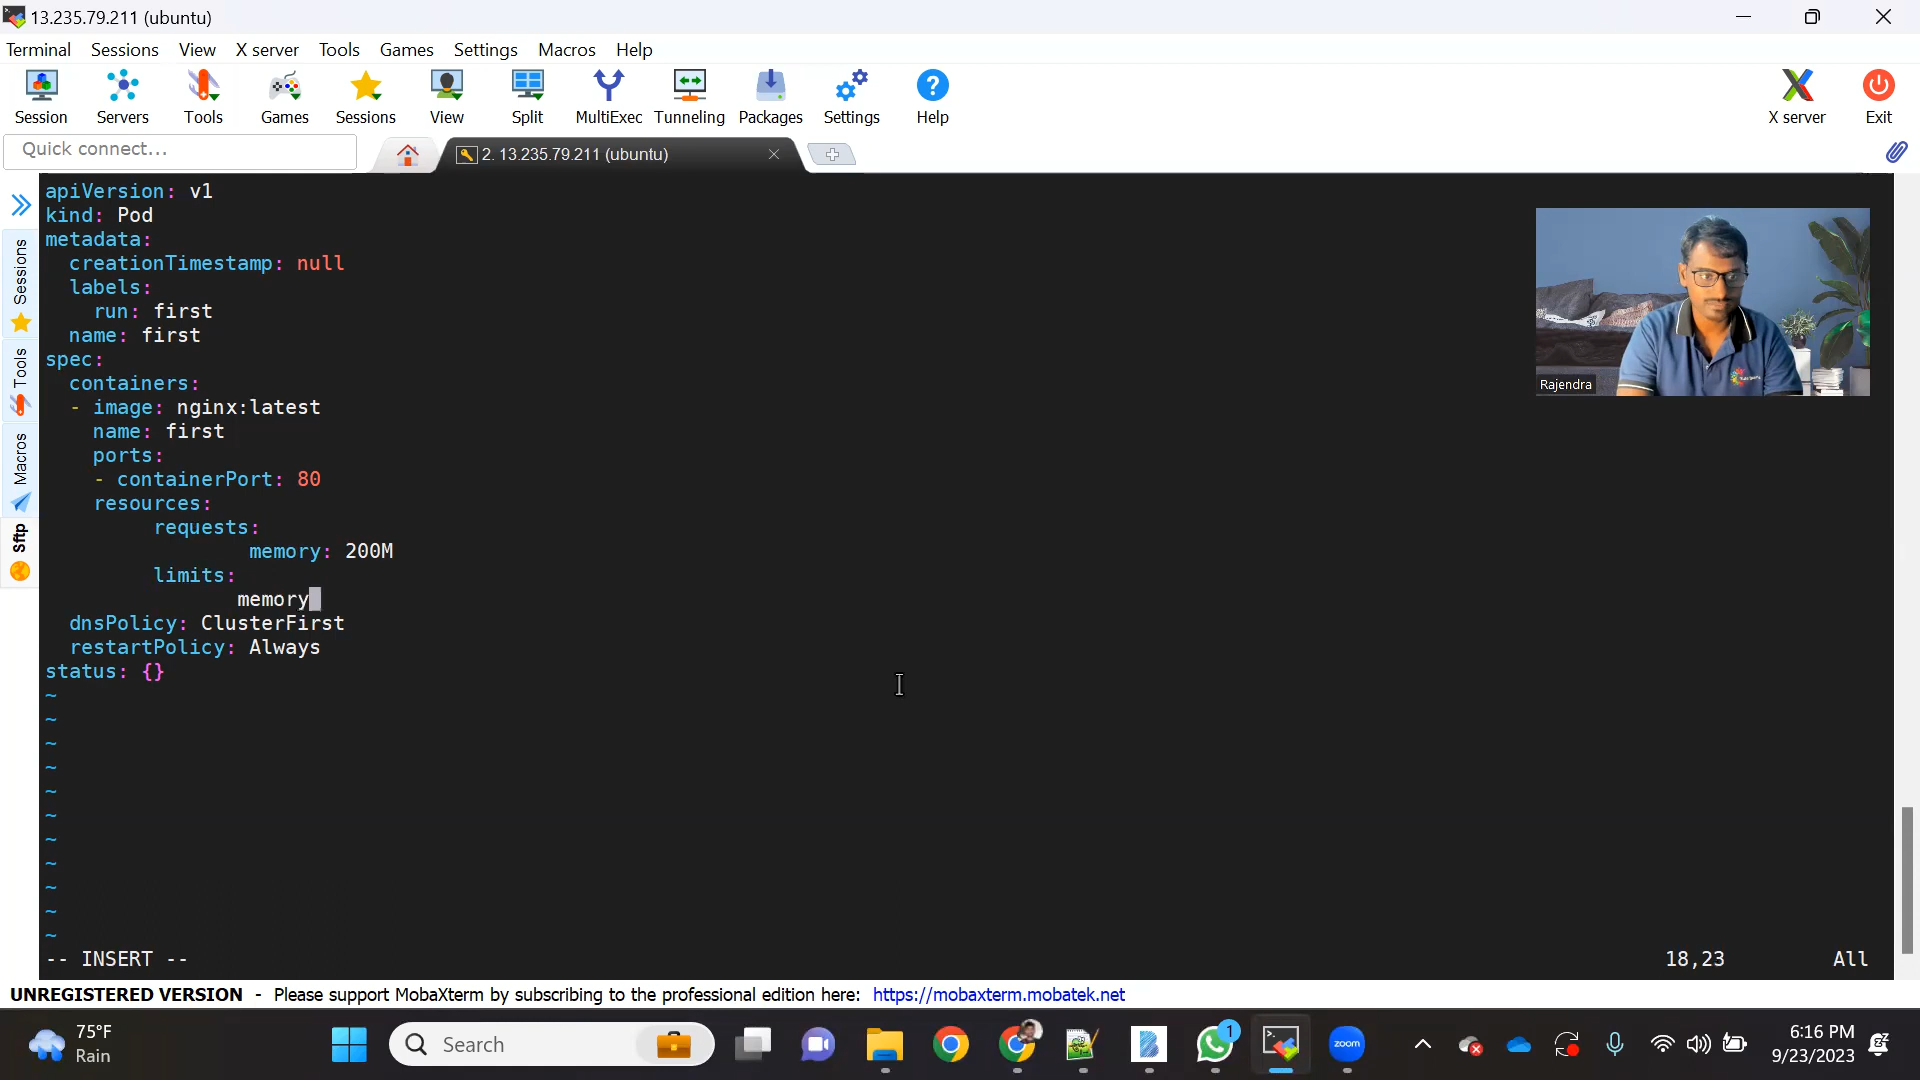 13.235.79.211 (ubuntu)
Terminal Sessions View X server Tools Games Settings Macros Help
Session Servers Tools Games Sessions View Split MultiExec Tunneling Packages Settings Help X server Exit
Quick connect...
2. 13.235.79.211 (ubuntu)
Sessions
Tools
Macros
Sftp
apiVersion: v1
kind: Pod
metadata:
  creationTimestamp: null
  labels:
    run: first
  name: first
spec:
  containers:
  - image: nginx:latest
    name: first
    ports:
    - containerPort: 80
    resources:
         requests:
                 memory: 200M
         limits:
                memory
  dnsPolicy: ClusterFirst
  restartPolicy: Always
status: {}
~
~
~
~
~
~
~
~
~
~
~
-- INSERT -- 18,23 All
Rajendra
UNREGISTERED VERSION - Please support MobaXterm by subscribing to the professional edition here: https://mobaxterm.mobatek.net
75°F
Rain
Search
1
zoom
6:16 PM
9/23/2023